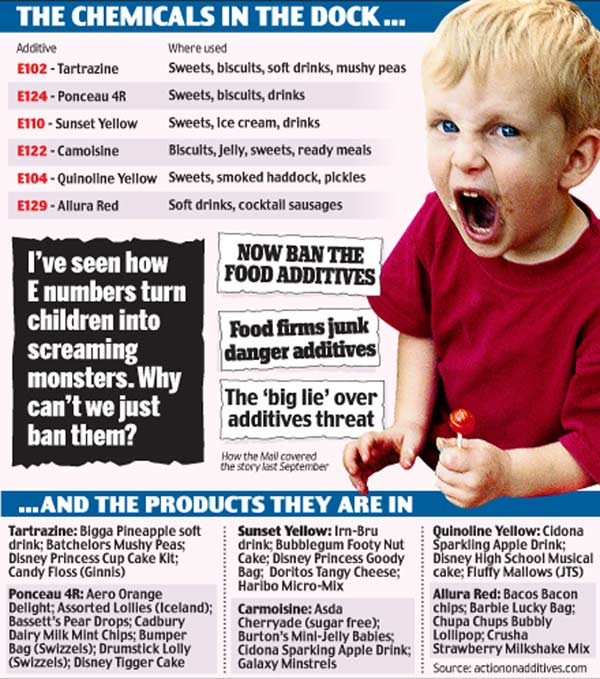 THE CHEMICALS IN THE DOCK...
Additive Where used
E102 - Tartrazine Sweets, biscuits, soft drinks, mushy peas
E124 - Ponceau 4R Sweets, biscuits, drinks
E110 - Sunset Yellow Sweets, ice cream, drinks
E122 - Camoisine Biscuits, jelly, sweets, ready meals
E104 - Quinoline Yellow Sweets, smoked haddock, pickles
E129 - Allura Red Soft drinks, cocktail sausages
I've seen how
E numbers turn
children into
screaming
monsters. Why
can't we just
ban them?
NOW BAN THE
FOOD ADDITIVES
Food firms junk
danger additives
The 'big lie' over
additives threat
How the Mail covered
the story last September
...AND THE PRODUCTS THEY ARE IN
Tartrazine: Bigga Pineapple soft
drink; Batchelors Mushy Peas;
Disney Princess Cup Cake Kit;
Candy Floss (Ginnis)
Ponceau 4R: Aero Orange
Delight; Assorted Lollies (Iceland);
Bassett's Pear Drops; Cadbury
Dairy Milk Mint Chips; Bumper
Bag (Swizzels); Drumstick Lolly
(Swizzels); Disney Tigger Cake
Sunset Yellow: Irn-Bru
drink; Bubblegum Footy Nut
Cake; Disney Princess Goody
Bag; Doritos Tangy Cheese;
Haribo Micro-Mix
Carmoisine: Asda
Cherryade (sugar free);
Burton's Mini-Jelly Babies;
Cidona Sparkling Apple Drink;
Galaxy Minstrels
Quinoline Yellow: Cidona
Sparkling Apple Drink;
Disney High School Musical
cake; Fluffy Mallows (JTS)
Allura Red: Bacos Bacon
chips; Barbie Lucky Bag;
Chupa Chups Bubbly
Lollipop; Crusha
Strawberry Milkshake Mix
Source: actiononadditives.com